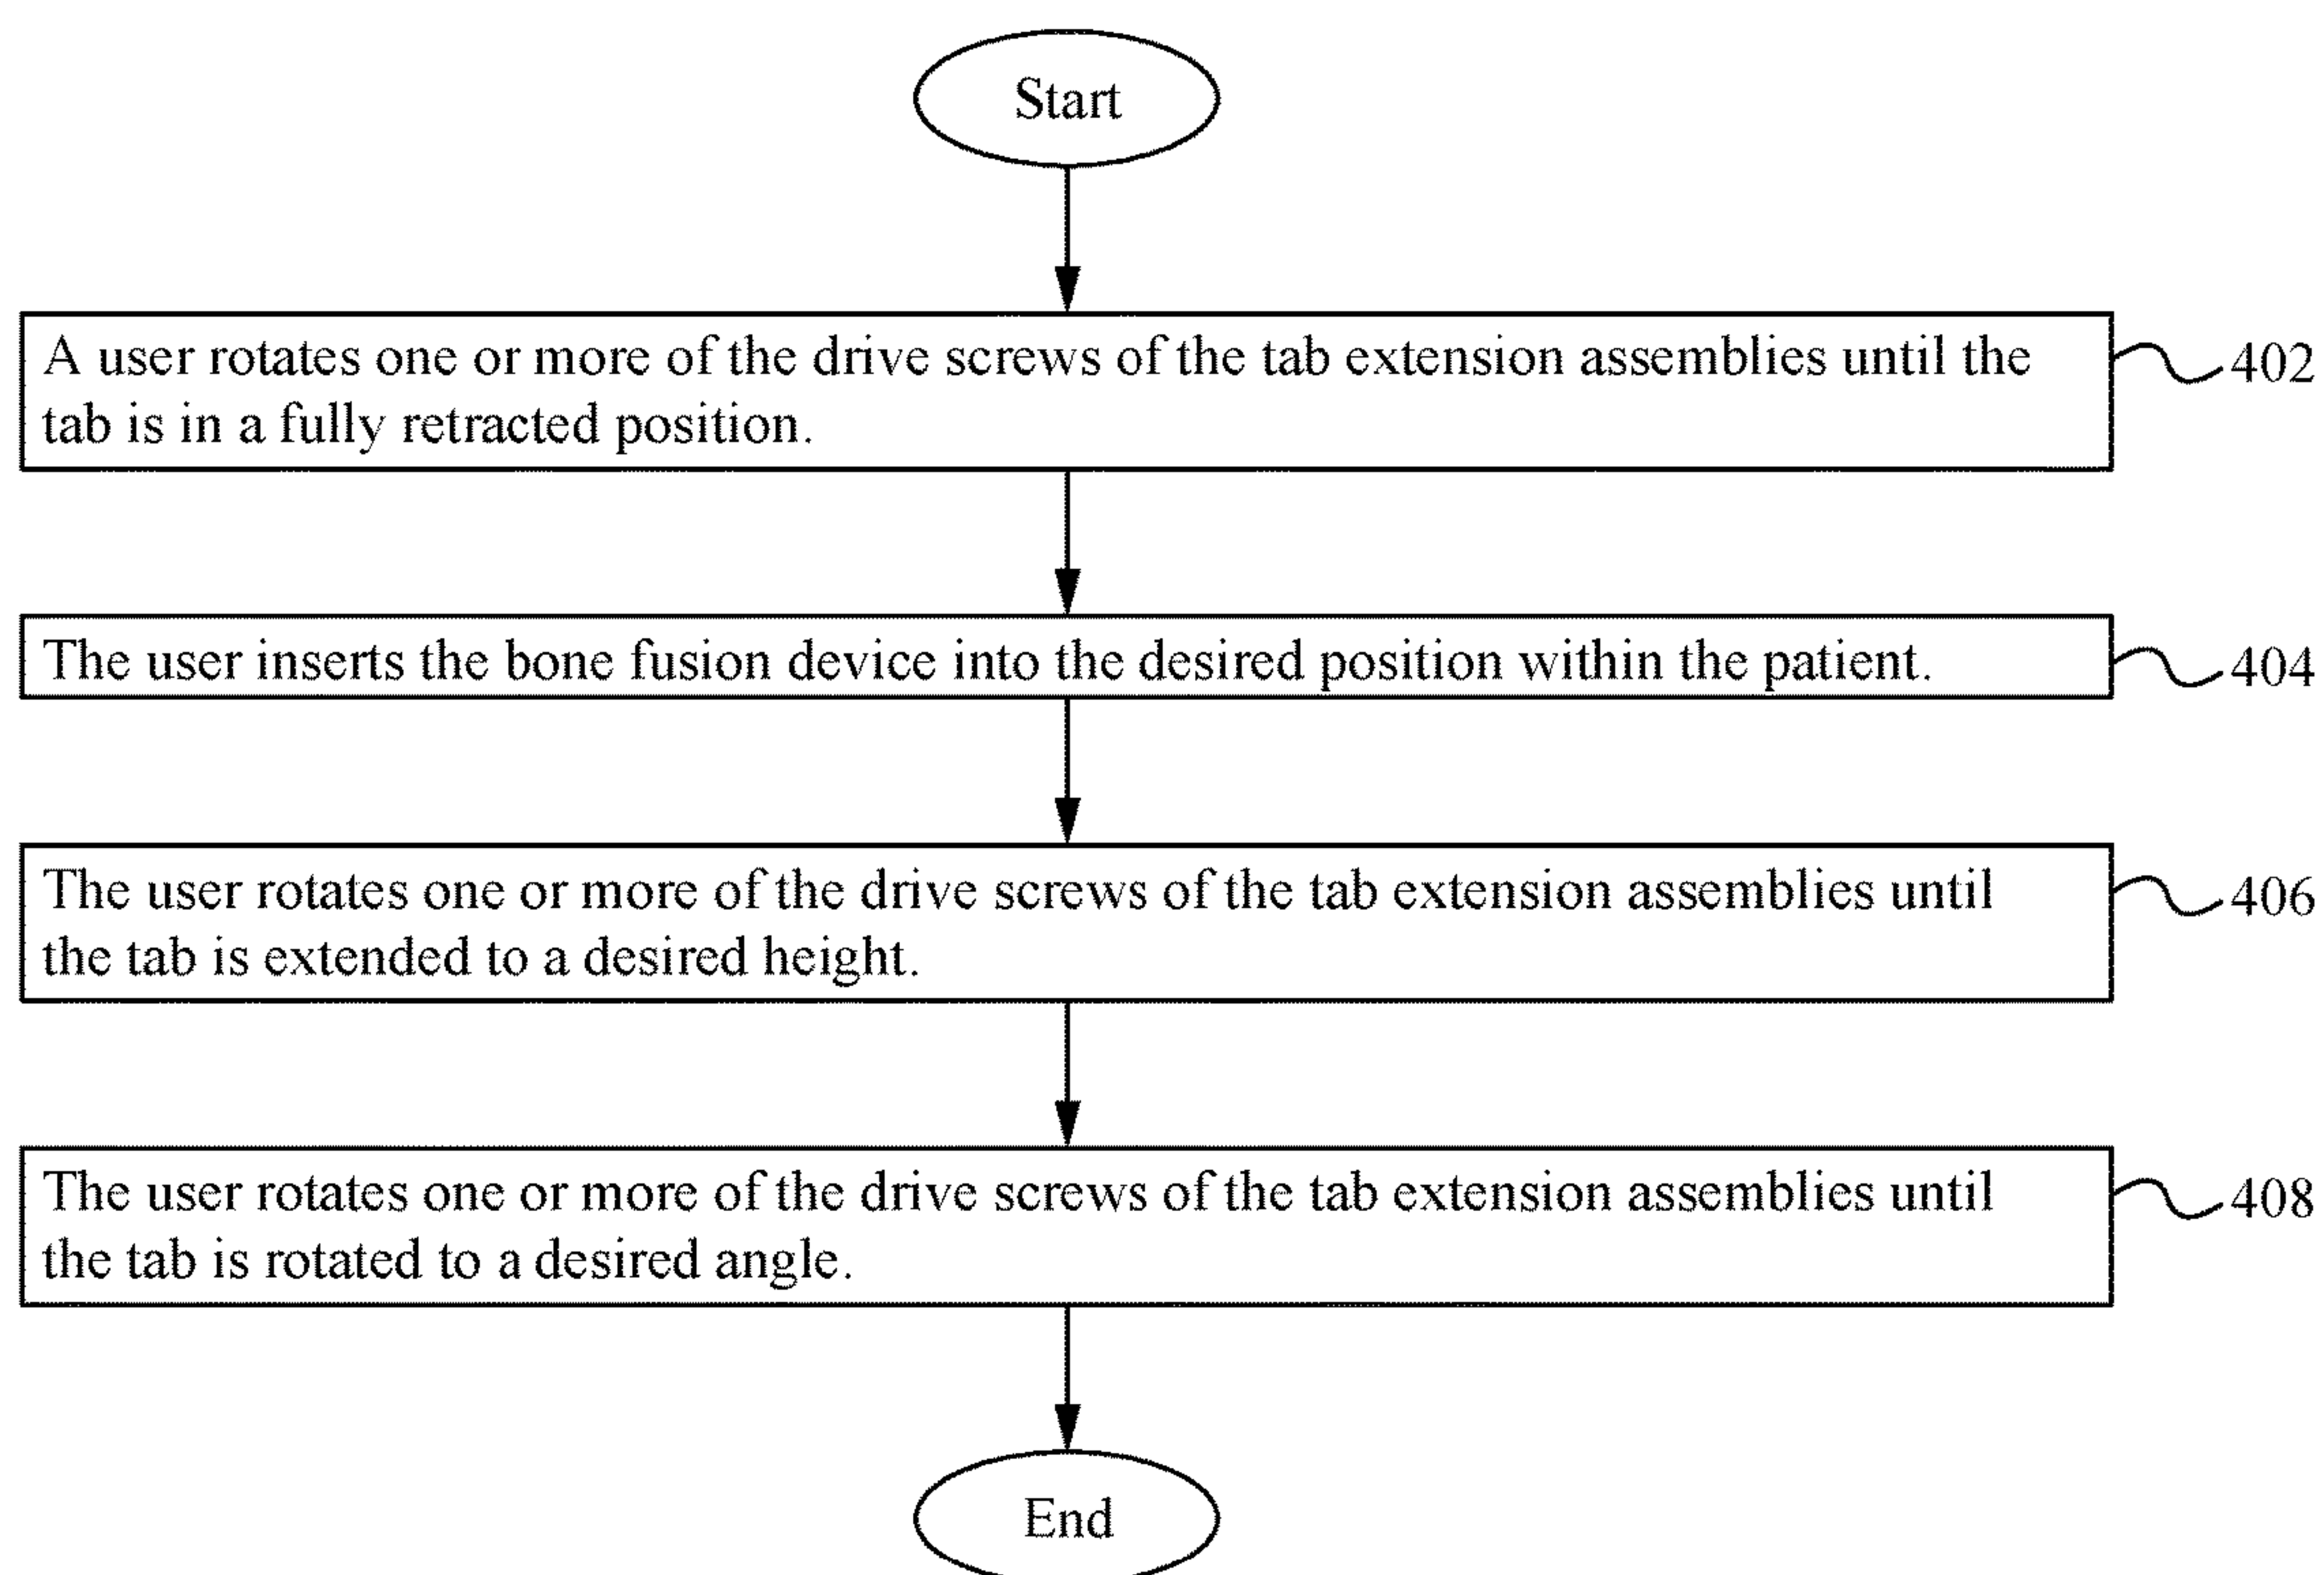 Start
A user rotates one or more of the drive screws of the tab extension assemblies until the
tab is in a fully retracted position.
402
The user inserts the bone fusion device into the desired position within the patient.
404
The user rotates one or more of the drive screws of the tab extension assemblies until
the tab is extended to a desired height.
406
The user rotates one or more of the drive screws of the tab extension assemblies until
the tab is rotated to a desired angle.
408
End